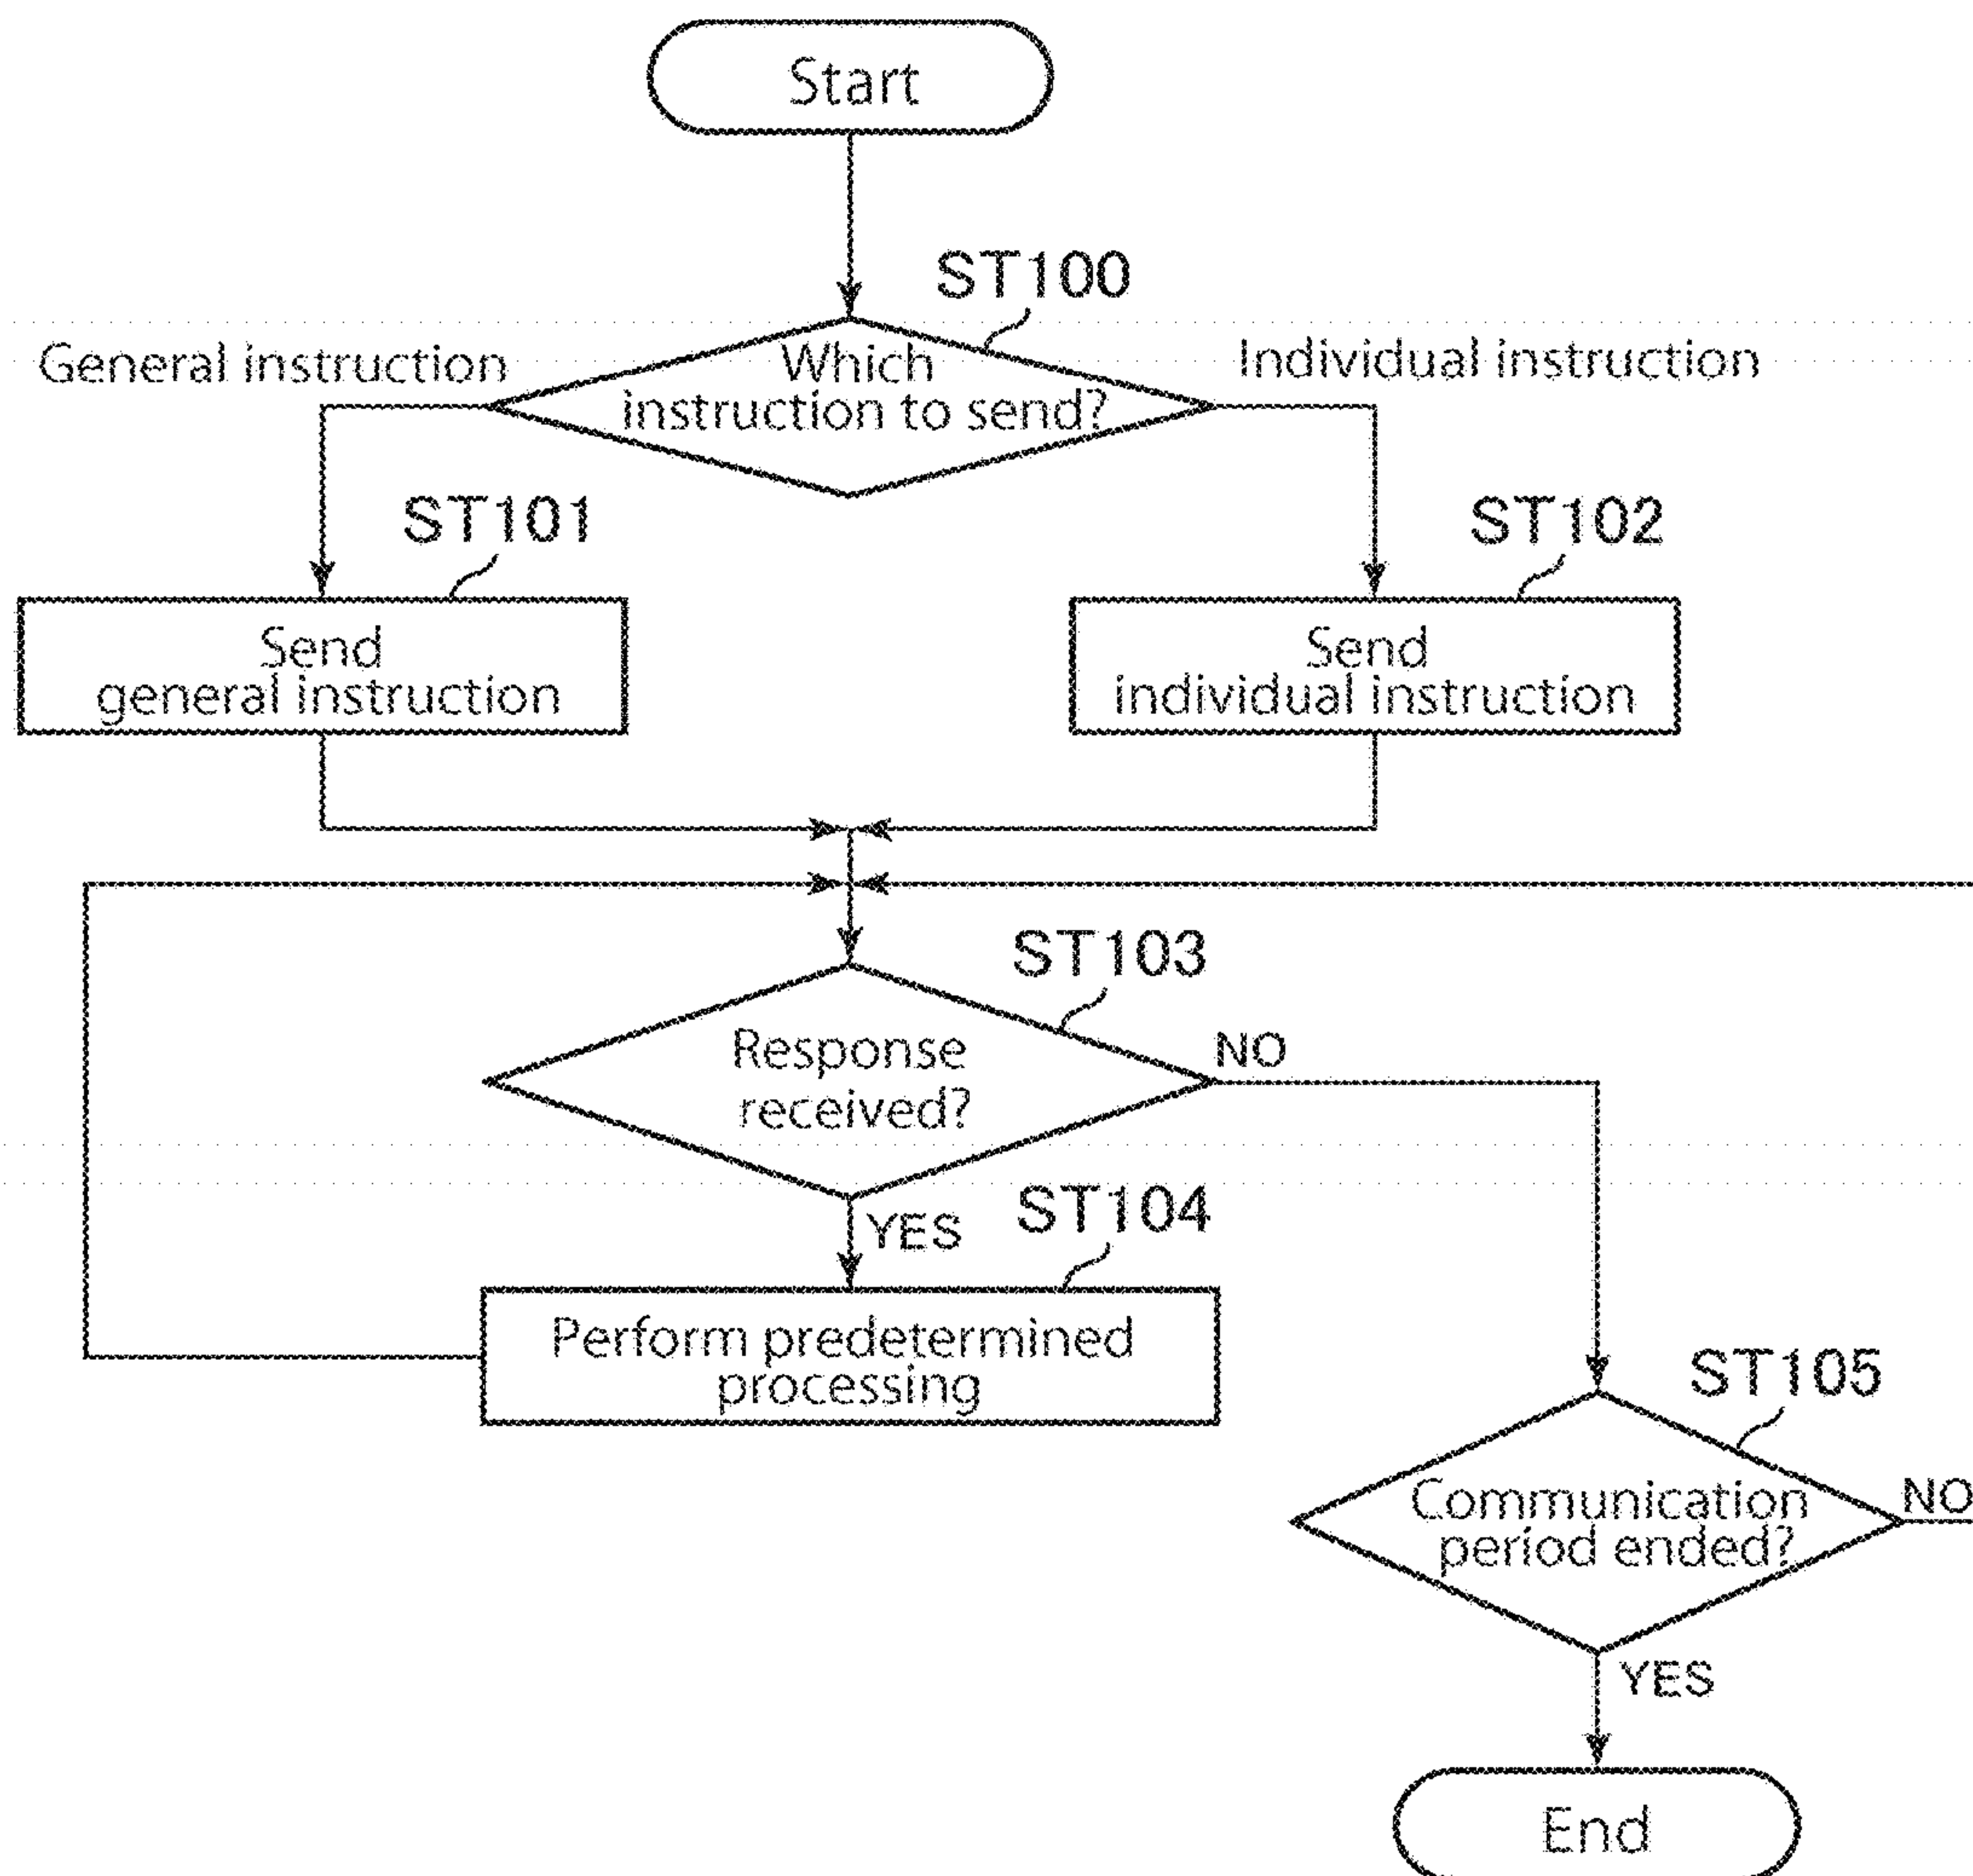 Start
ST100
General instruction
Which
instruction to send?
Individual instruction
ST101
ST102
Send
general instruction
Send
individual instruction
ST103
Response
received?
NO
YES
ST104
Perform predetermined
processing
ST105
Communication
period ended?
NO
YES
End